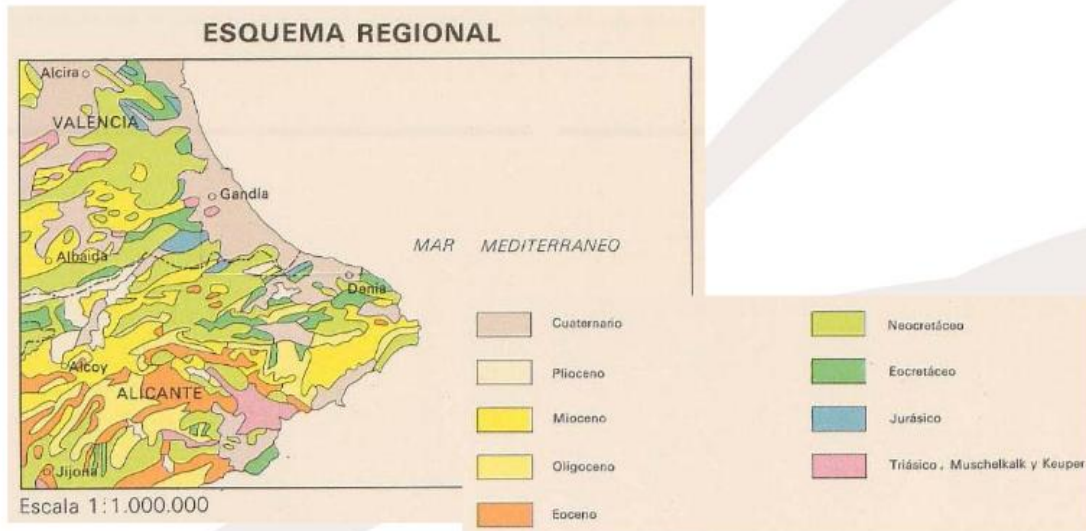 ESQUEMA REGIONAL
Alcira
VALENCIA
Gandía
MAR MEDITERRANEO
Albaida
Denia
Alcoy
ALICANTE
Jijona
Escala 1:1.000.000
Cuaternario
Plioceno
Mioceno
Oligoceno
Eoceno
Neocretáceo
Eocretáceo
Jurásico
Triásico, Muschelkalk y Keuper